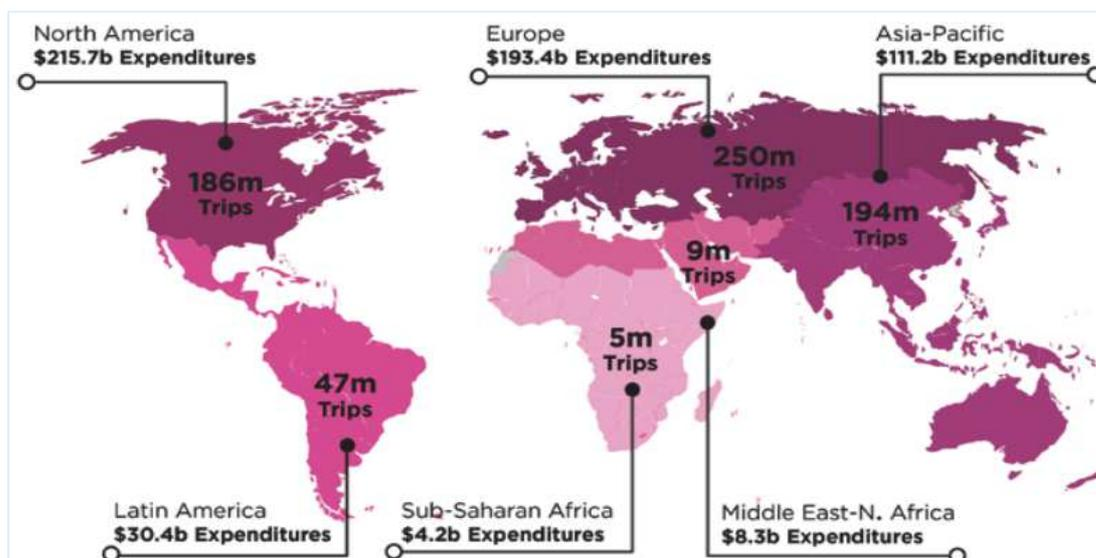 North America
$215.7b Expenditures
Europe
$193.4b Expenditures
Asia-Pacific
$111.2b Expenditures
186m
Trips
250m
Trips
194m
Trips
9m
Trips
5m
Trips
47m
Trips
Latin America
$30.4b Expenditures
Sub-Saharan Africa
$4.2b Expenditures
Middle East-N. Africa
$8.3b Expenditures